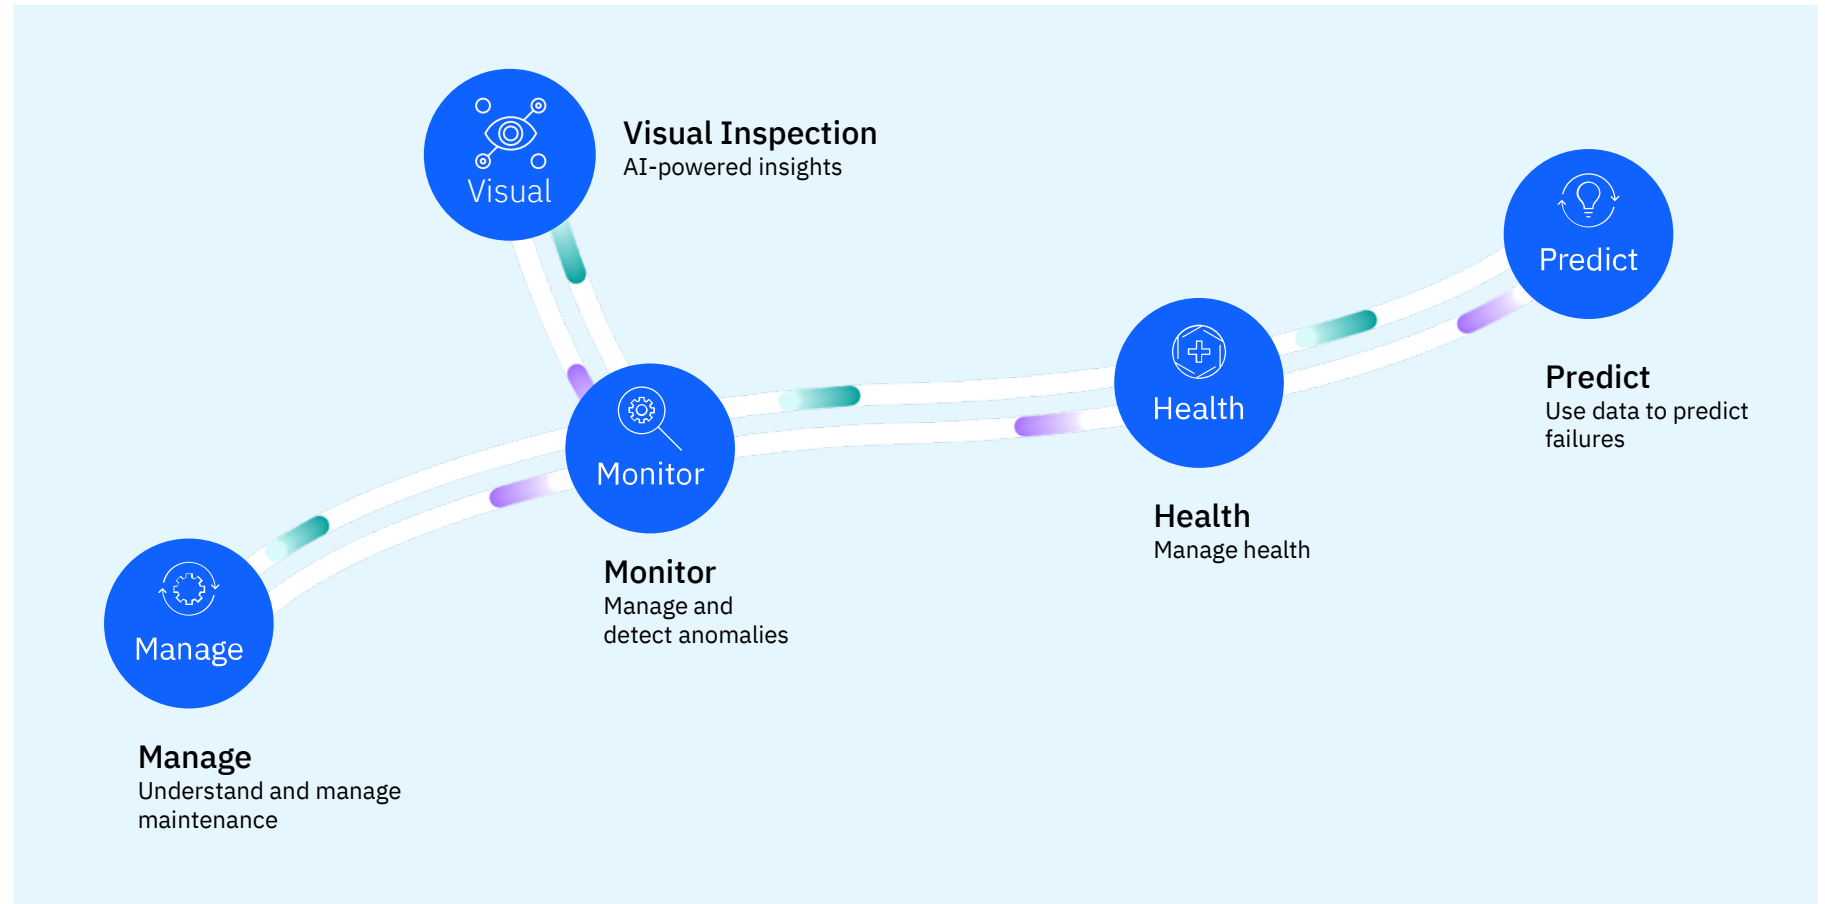 Visual
Visual Inspection
AI-powered insights
Predict
Predict
Use data to predict
failures
Health
Health
Manage health
Monitor
Monitor
Manage and
detect anomalies
Manage
Manage
Understand and manage
maintenance